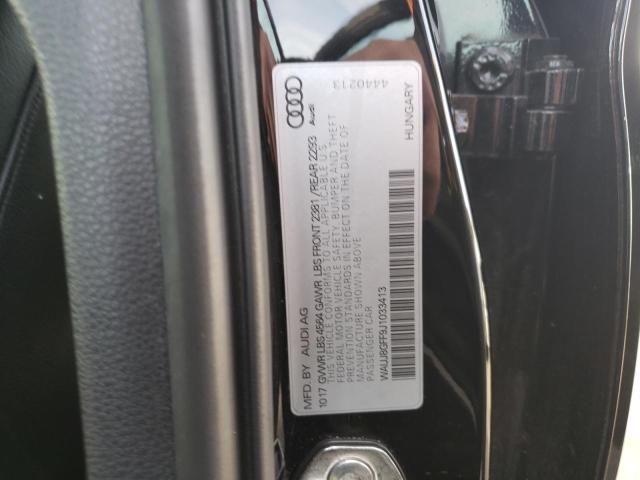 Audi
4440213
MFD. BY AUDI AG
1017 GVWR LBS 4564 GAWR LBS FRONT 2381 / REAR 2293
THIS VEHICLE CONFORMS TO ALL APPLICABLE U.S.
FEDERAL MOTOR VEHICLE SAFETY, BUMPER AND THEFT
PREVENTION STANDARDS IN EFFECT ON THE DATE OF
MANUFACTURE SHOWN ABOVE
PASSENGER CAR
WAUJ8GFF9J1033413
HUNGARY